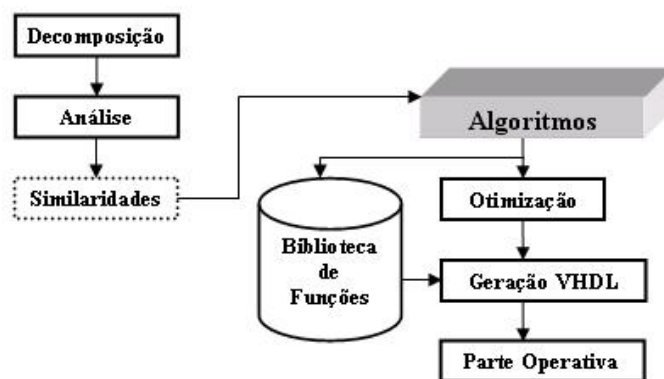 Decomposição
Análise
Similaridades
Algoritmos
Biblioteca
de
Funções
Otimização
Geração VHDL
Parte Operativa